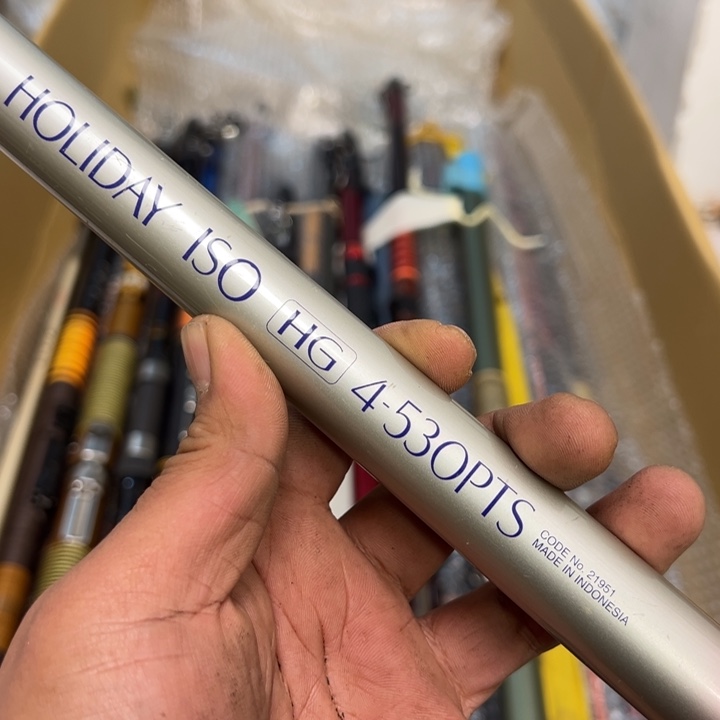 HOLIDAY ISO HG 4-530PTS
CODE No. 21951
MADE IN INDONESIA